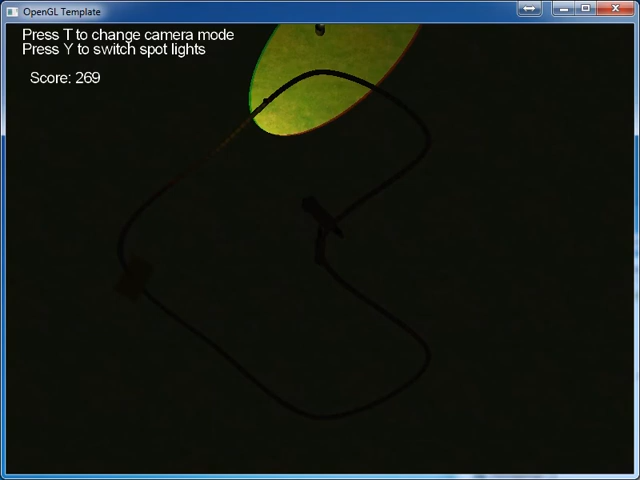 OpenGL Template
Press T to change camera mode
Press Y to switch spot lights
Score: 269